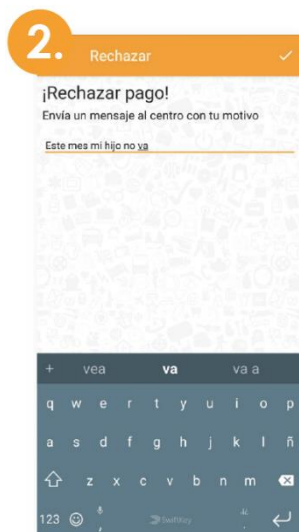 2.
Rechazar
¡Rechazar pago!
Envía un mensaje al centro con tu motivo
Este mes mi hijo no va
+ vea va va a
q w e r t y u i o p
a s d f g h j k l ñ
z x c v b n m
123 , SwiftKey .